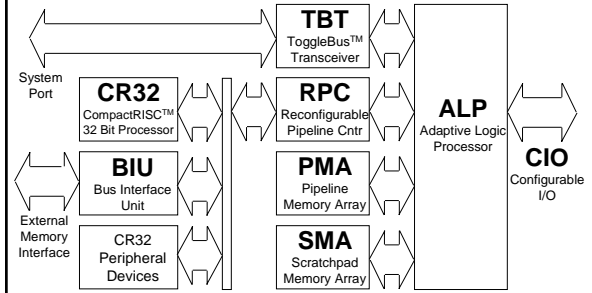 TBT
ToggleBus™
Transceiver
System
Port
CR32
CompactRISC™
32 Bit Processor
RPC
Reconfigurable
Pipeline Cntr
ALP
Adaptive Logic
Processor
CIO
Configurable
I/O
BIU
Bus Interface
Unit
PMA
Pipeline
Memory Array
External
Memory
Interface
CR32
Peripheral
Devices
SMA
Scratchpad
Memory Array